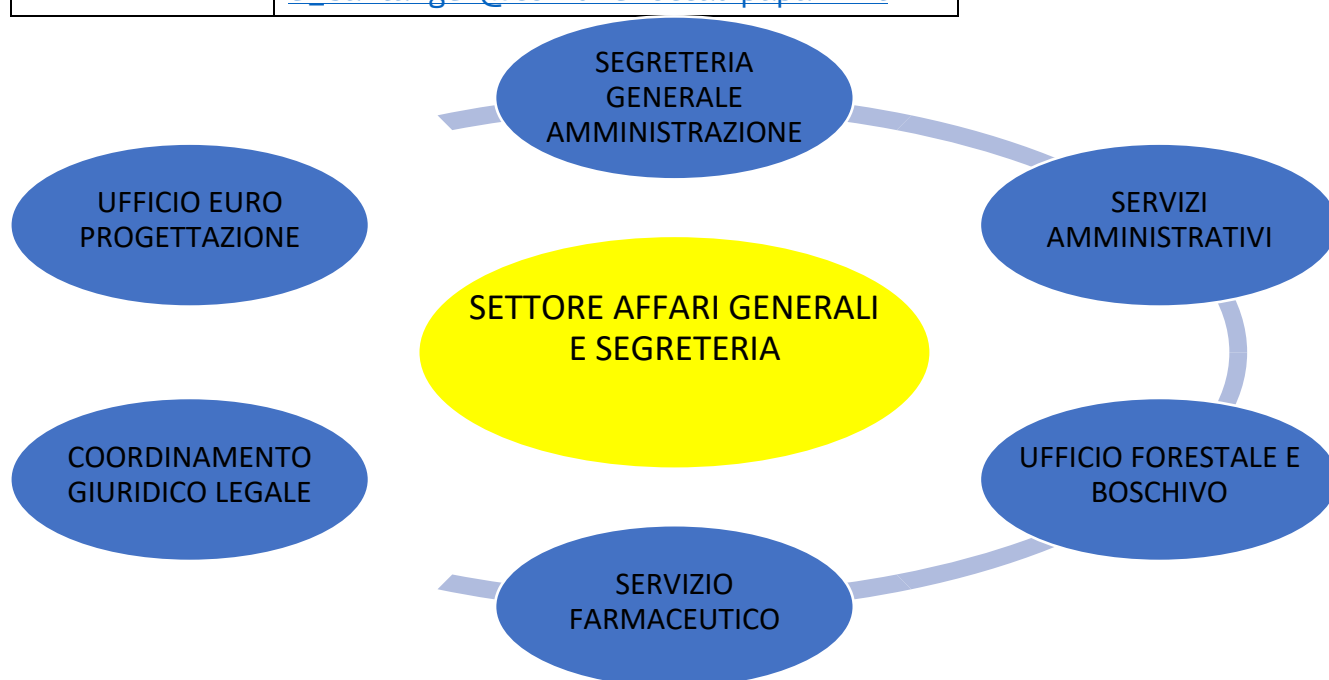 SEGRETERIA
GENERALE
AMMINISTRAZIONE
UFFICIO EURO
PROGETTAZIONE
SERVIZI
AMMINISTRATIVI
SETTORE AFFARI GENERALI
E SEGRETERIA
COORDINAMENTO
GIURIDICO LEGALE
UFFICIO FORESTALE E
BOSCHIVO
SERVIZIO
FARMACEUTICO